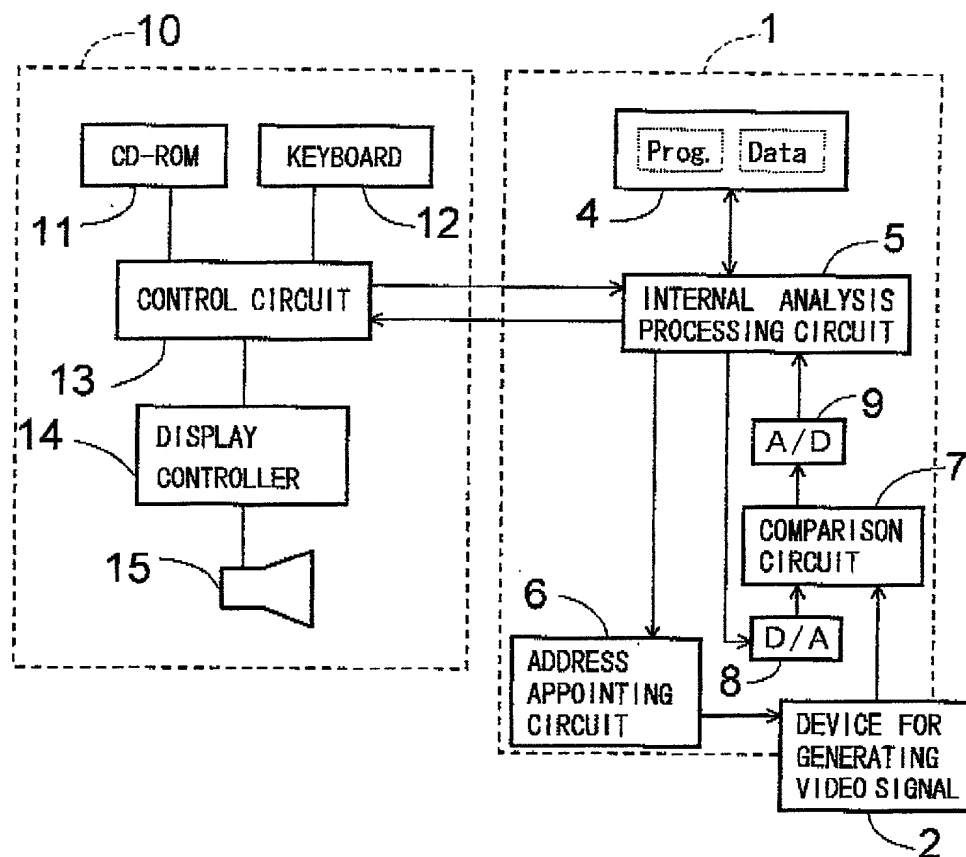 10
1
CD-ROM
KEYBOARD
Prog.
Data
11
12
4
5
CONTROL CIRCUIT
INTERNAL ANALYSIS
PROCESSING CIRCUIT
13
9
14
DISPLAY
CONTROLLER
A/D
7
COMPARISON
CIRCUIT
15
6
D/A
8
ADDRESS
APPOINTING
CIRCUIT
DEVICE FOR
GENERATING
VIDEO SIGNAL
2